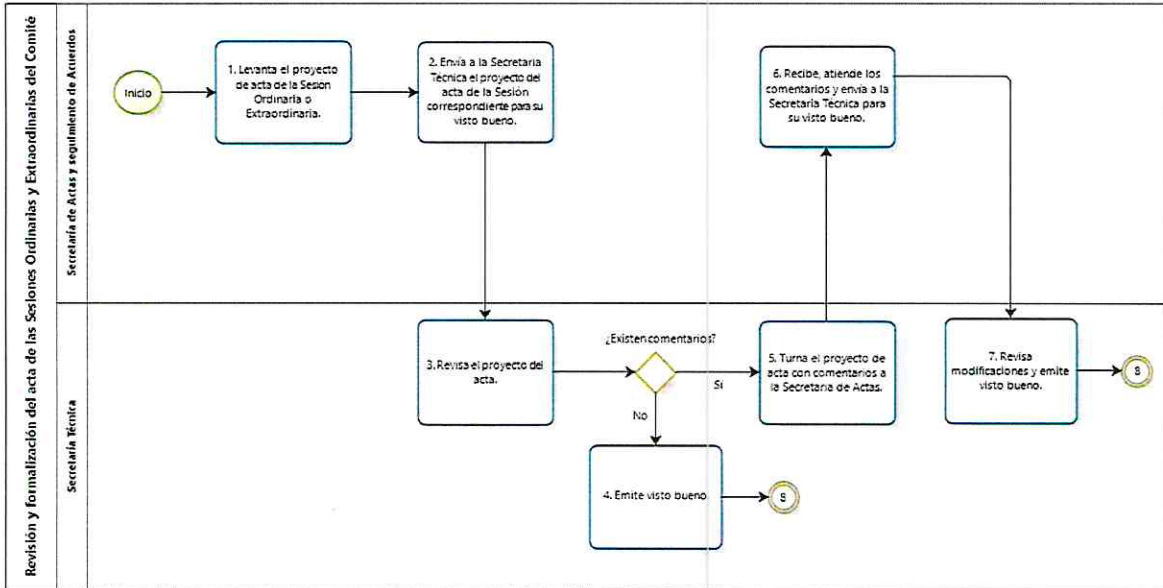 Revisión y formalización del acta de las Sesiones Ordinarias y Extraordinarias del Comité
Secretaría de Actas y seguimiento de Acuerdos
Inicio
1. Levanta el proyecto
de acta de la Sesión
Ordinaria o
Extraordinaria.
2. Envía a la Secretaría
Técnica el proyecto del
acta de la Sesión
correspondiente para su
visto bueno.
6. Recibe, atiende los
comentarios y envía a la
Secretaría Técnica para
su visto bueno.
Secretaría Técnica
3. Revisa el proyecto del
acta.
¿Existen comentarios?
Si
No
5. Turna el proyecto de
acta con comentarios a
la Secretaría de Actas.
7. Revisa
modificaciones y emite
visto bueno.
8
4. Emite visto bueno.
8